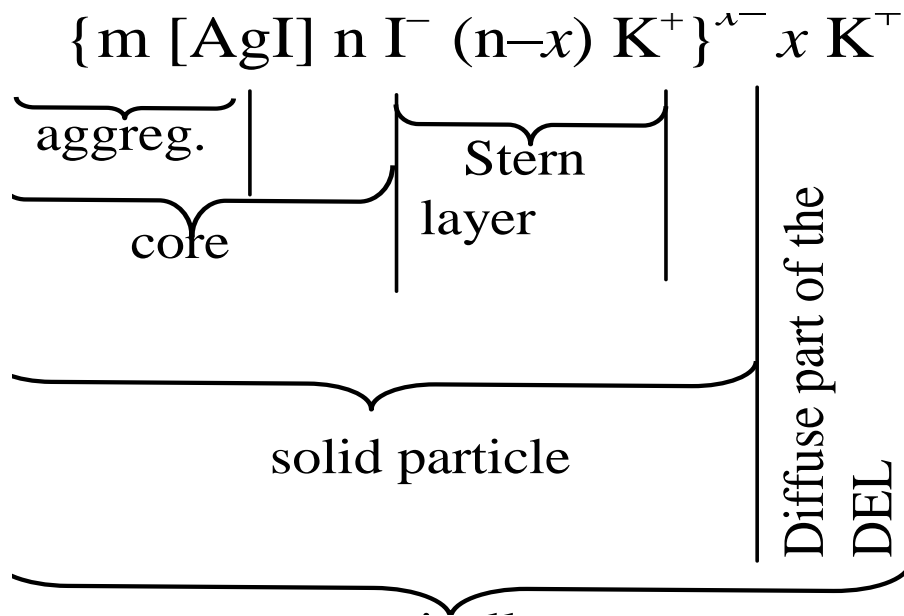 {m [AgI] n I⁻ (n–x) K⁺}ˣ⁻ x K⁺
aggreg.
Stern
layer
core
solid particle
Diffuse part of the
DEL